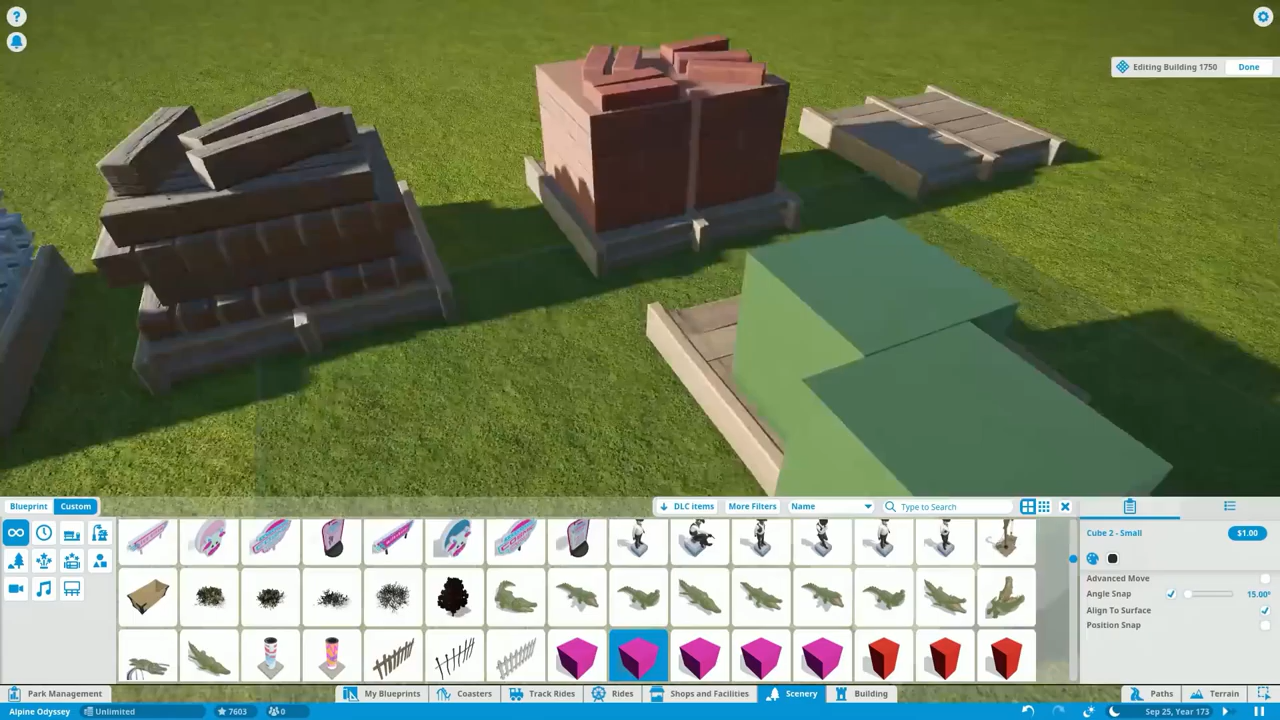 ?
Editing Building 1750 Done
Blueprint Custom
DLC items More Filters Name Type to Search
Cube 2 - Small $1.00
Advanced Move
Angle Snap 15.00°
Align To Surface
Position Snap
Park Management My Blueprints Coasters Track Rides Rides Shops and Facilities Scenery Building Paths Terrain
Alpine Odyssey Unlimited 7603 0 Sep 25, Year 173